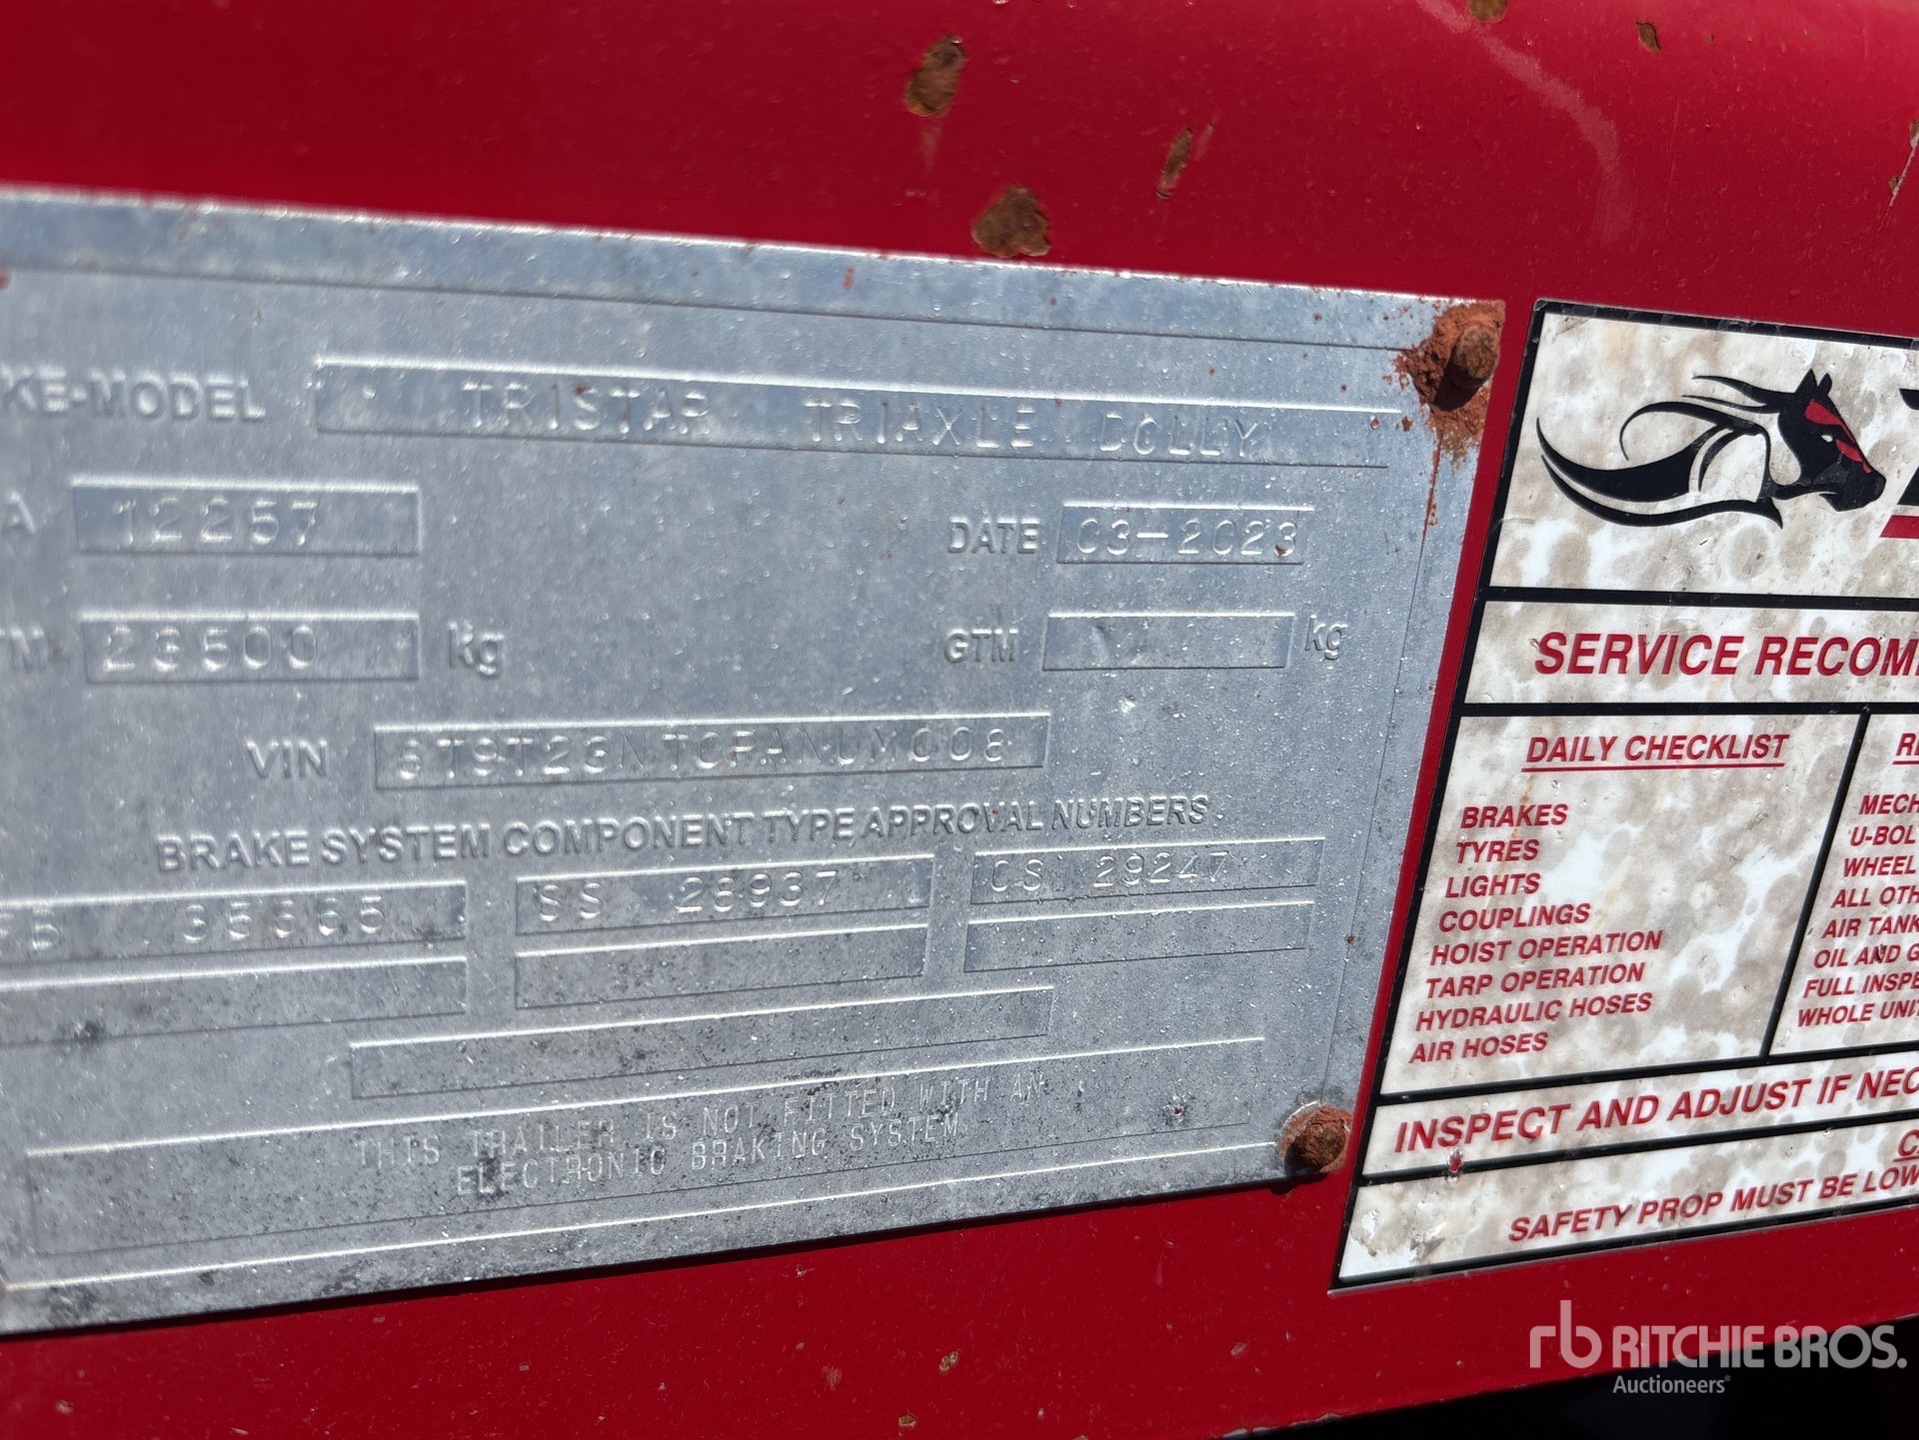 KE-MODEL TRISTAR TRIAXLE DOLLY
A 12257 DATE 03-2023
TM 23500 kg GTM kg
VIN 6T9T23NTCPANUM008
BRAKE SYSTEM COMPONENT TYPE APPROVAL NUMBERS
SS 28937 CS 29247
THIS TRAILER IS NOT FITTED WITH AN
ELECTRONIC BRAKING SYSTEM
SERVICE RECOM
DAILY CHECKLIST
BRAKES
TYRES
LIGHTS
COUPLINGS
HOIST OPERATION
TARP OPERATION
HYDRAULIC HOSES
AIR HOSES
MECH
U-BOL
WHEEL
ALL OTH
AIR TANK
OIL AND G
FULL INSPE
WHOLE UNIT
INSPECT AND ADJUST IF NEC
SAFETY PROP MUST BE LOW
rb RITCHIE BROS.
Auctioneers